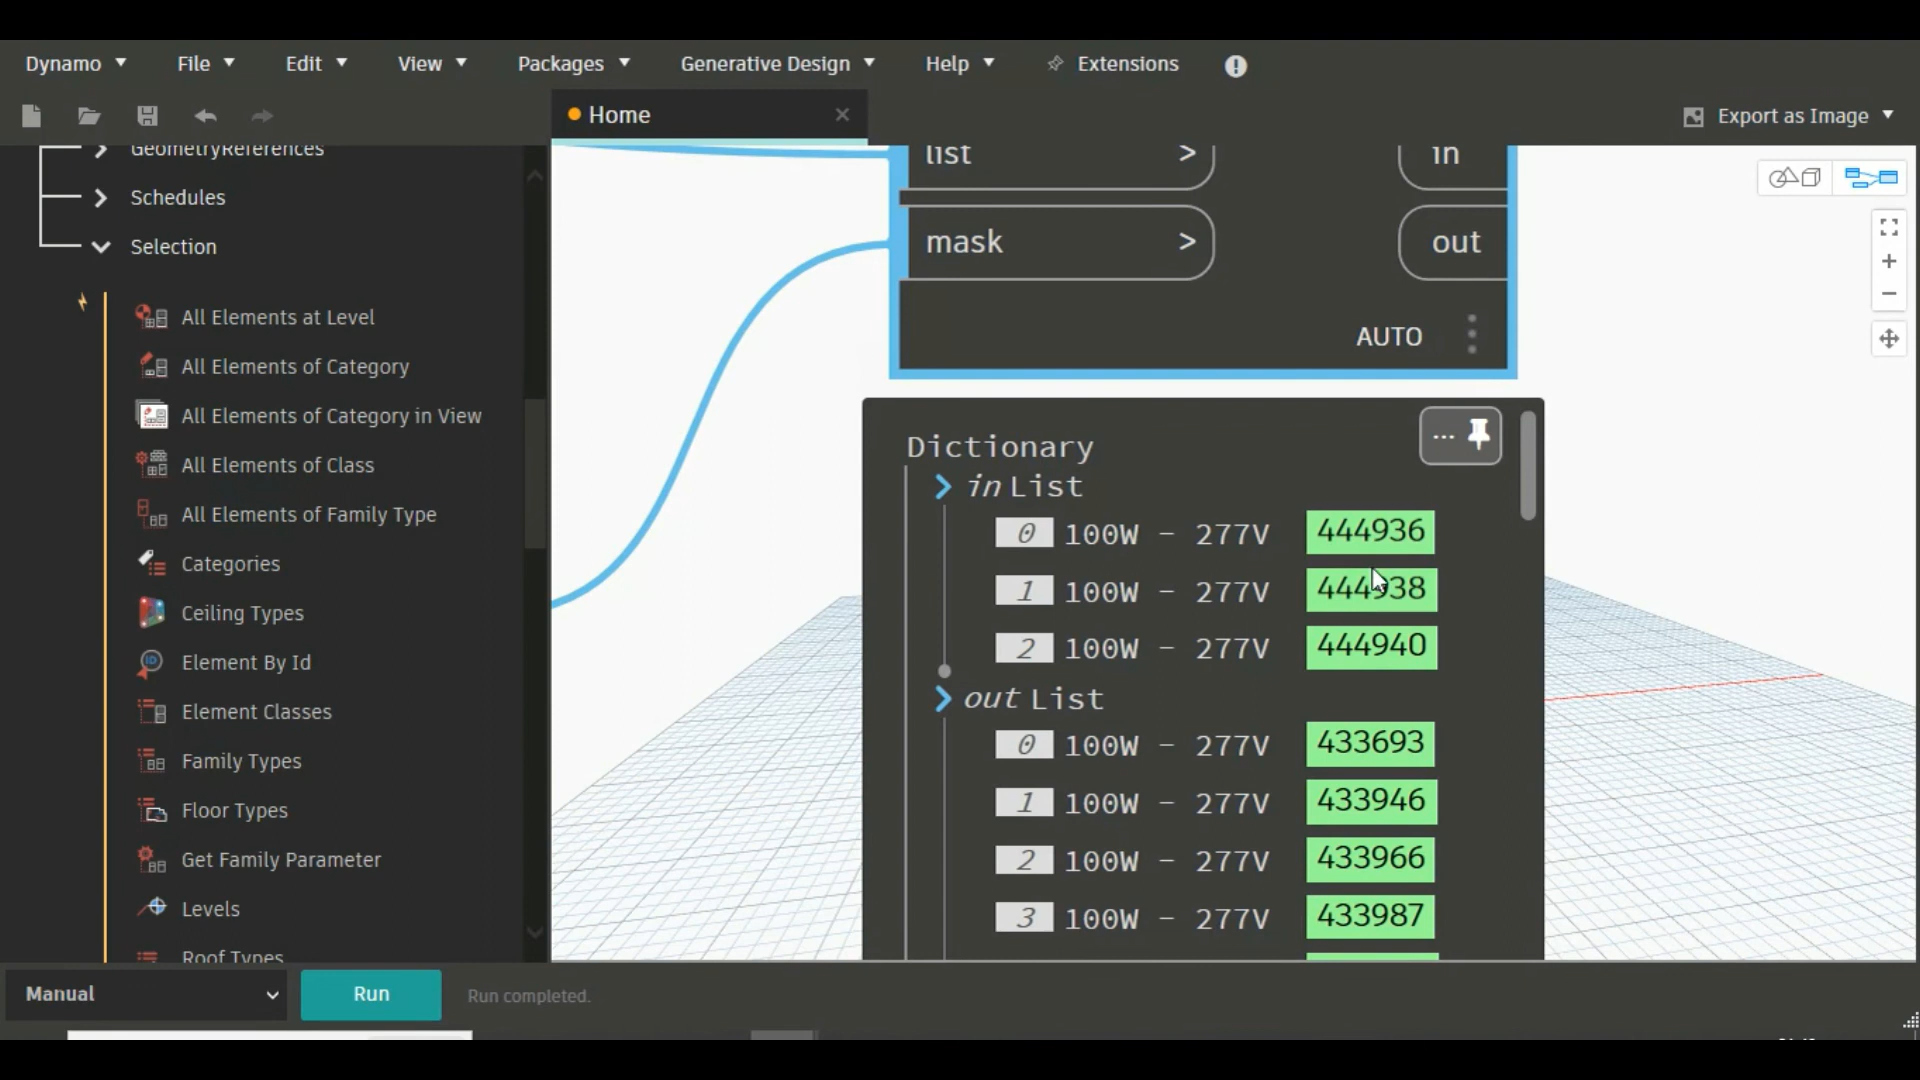 Dynamo File Edit View Packages Generative Design Help Extensions
Home
Export as Image
GeometryReferences
Schedules
Selection
All Elements at Level
All Elements of Category
All Elements of Category in View
All Elements of Class
All Elements of Family Type
Categories
Ceiling Types
Element By Id
Element Classes
Family Types
Floor Types
Get Family Parameter
Levels
Roof Types
list > in
mask > out
AUTO
Dictionary
in List
0 100W - 277V 444936
1 100W - 277V 444938
2 100W - 277V 444940
out List
0 100W - 277V 433693
1 100W - 277V 433946
2 100W - 277V 433966
3 100W - 277V 433987
Manual Run Run completed.